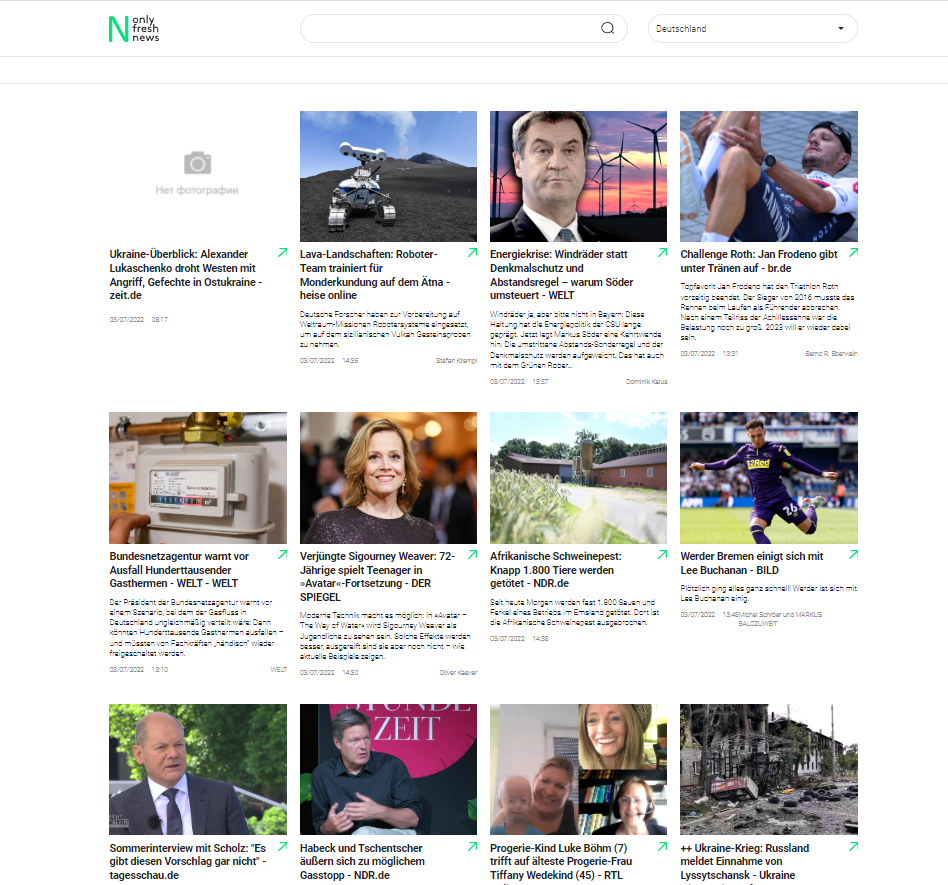 only
fresh
news
Deutschland
Нет фотографии
Ukraine-Überblick: Alexander
Lukaschenko droht Westen mit
Angriff, Gefechte in Ostukraine -
zeit.de
03/07/2022 08:17
Lava-Landschaften: Roboter-
Team trainiert für
Monderkundung auf dem Ätna -
heise online
Deutsche Forscher haben zur Vorbereitung auf
Weltraum-Missionen Robotersysteme eingesetzt,
um auf dem sizilianischen Vulkan Gesteinsproben
zu nehmen.
03/07/2022 14:35 Stefan Krempl
Energiekrise: Windräder statt
Denkmalschutz und
Abstandsregel – warum Söder
umsteuert - WELT
Windräder ja, aber bitte nicht in Bayern: Diese
Haltung hat die Energiepolitik der CSU lange
geprägt. Jetzt legt Markus Söder eine Kehrtwende
hin. Die umstrittene Abstands-Sonderregel und der
Denkmalschutz werden aufgeweicht. Das hat auch
mit dem Grünen Rober...
03/07/2022 13:37 Dominik Kalus
Challenge Roth: Jan Frodeno gibt
unter Tränen auf - br.de
Topfavorit Jan Frodeno hat den Triathlon Roth
vorzeitig beendet. Der Sieger von 2016 musste das
Rennen beim Laufen als Führender abbrechen.
Nach einem Teilriss der Achillessehne war die
Belastung noch zu groß. 2023 will er wieder dabei
sein.
03/07/2022 13:31 Bernd R. Eberwein
Bundesnetzagentur warnt vor
Ausfall Hunderttausender
Gasthermen - WELT - WELT
Der Präsident der Bundesnetzagentur warnt vor
einem Szenario, bei dem der Gasfluss in
Deutschland ungleichmäßig verteilt wäre: Dann
könnten Hunderttausende Gasthermen ausfallen –
und müssten von Fachkräften „händisch“ wieder
freigeschaltet werden.
03/07/2022 13:10 WELT
Verjüngte Sigourney Weaver: 72-
Jährige spielt Teenager in
»Avatar«-Fortsetzung - DER
SPIEGEL
Moderne Technik macht es möglich: In »Avatar –
The Way of Water« wird Sigourney Weaver als
Jugendliche zu sehen sein. Solche Effekte werden
besser, ausgereift sind sie aber noch nicht – wie
aktuelle Beispiele zeigen.
03/07/2022 14:30 Oliver Kaever
Afrikanische Schweinepest:
Knapp 1.800 Tiere werden
getötet - NDR.de
Seit heute Morgen werden fast 1.800 Sauen und
Ferkel eines Betriebs im Emsland getötet. Dort ist
die Afrikanische Schweinepest ausgebrochen.
03/07/2022 14:38
32Red
26
Werder Bremen einigt sich mit
Lee Buchanan - BILD
Plötzlich ging alles ganz schnell! Werder ist sich mit
Lee Buchanan einig.
03/07/2022 13:48 Michel Schröer und MARKUS
BALCZUWEIT
Sommerinterview mit Scholz: "Es
gibt diesen Vorschlag gar nicht" -
tagesschau.de
STUNDE
ZEIT
Habeck und Tschentscher
äußern sich zu möglichem
Gasstopp - NDR.de
Progerie-Kind Luke Böhm (7)
trifft auf älteste Progerie-Frau
Tiffany Wedekind (45) - RTL
++ Ukraine-Krieg: Russland
meldet Einnahme von
Lyssytschansk - Ukraine